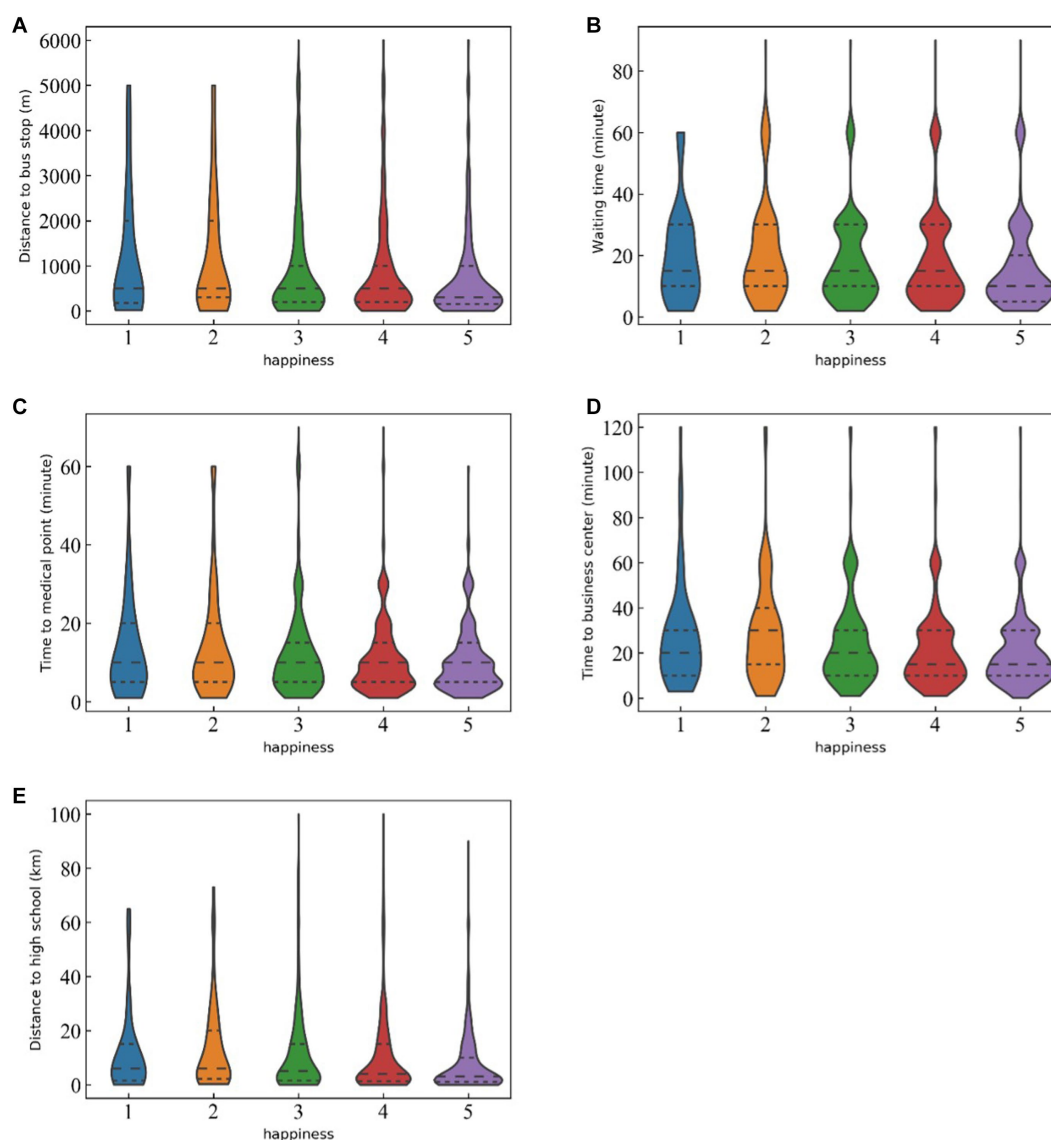 A
6000
5000
4000
3000
2000
1000
0
Distance to bus stop (m)
1 2 3 4 5
happiness
B
80
60
40
20
0
Waiting time (minute)
1 2 3 4 5
happiness
C
60
40
20
0
Time to medical point (minute)
1 2 3 4 5
happiness
D
120
100
80
60
40
20
0
Time to business center (minute)
1 2 3 4 5
happiness
E
100
80
60
40
20
0
Distance to high school (km)
1 2 3 4 5
happiness